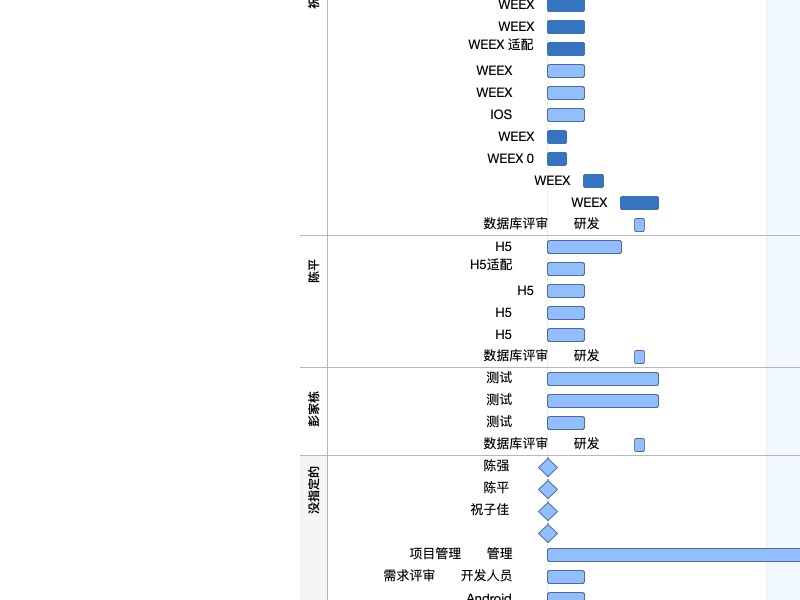 WEEX
WEEX
WEEX 适配
WEEX
WEEX
IOS
WEEX
WEEX 0
WEEX
WEEX
数据库评审 研发
陈平
H5
H5适配
H5
H5
H5
数据库评审 研发
彭家栋
测试
测试
测试
数据库评审 研发
没指定的
陈强
陈平
祝子佳
项目管理 管理
需求评审 开发人员
Android